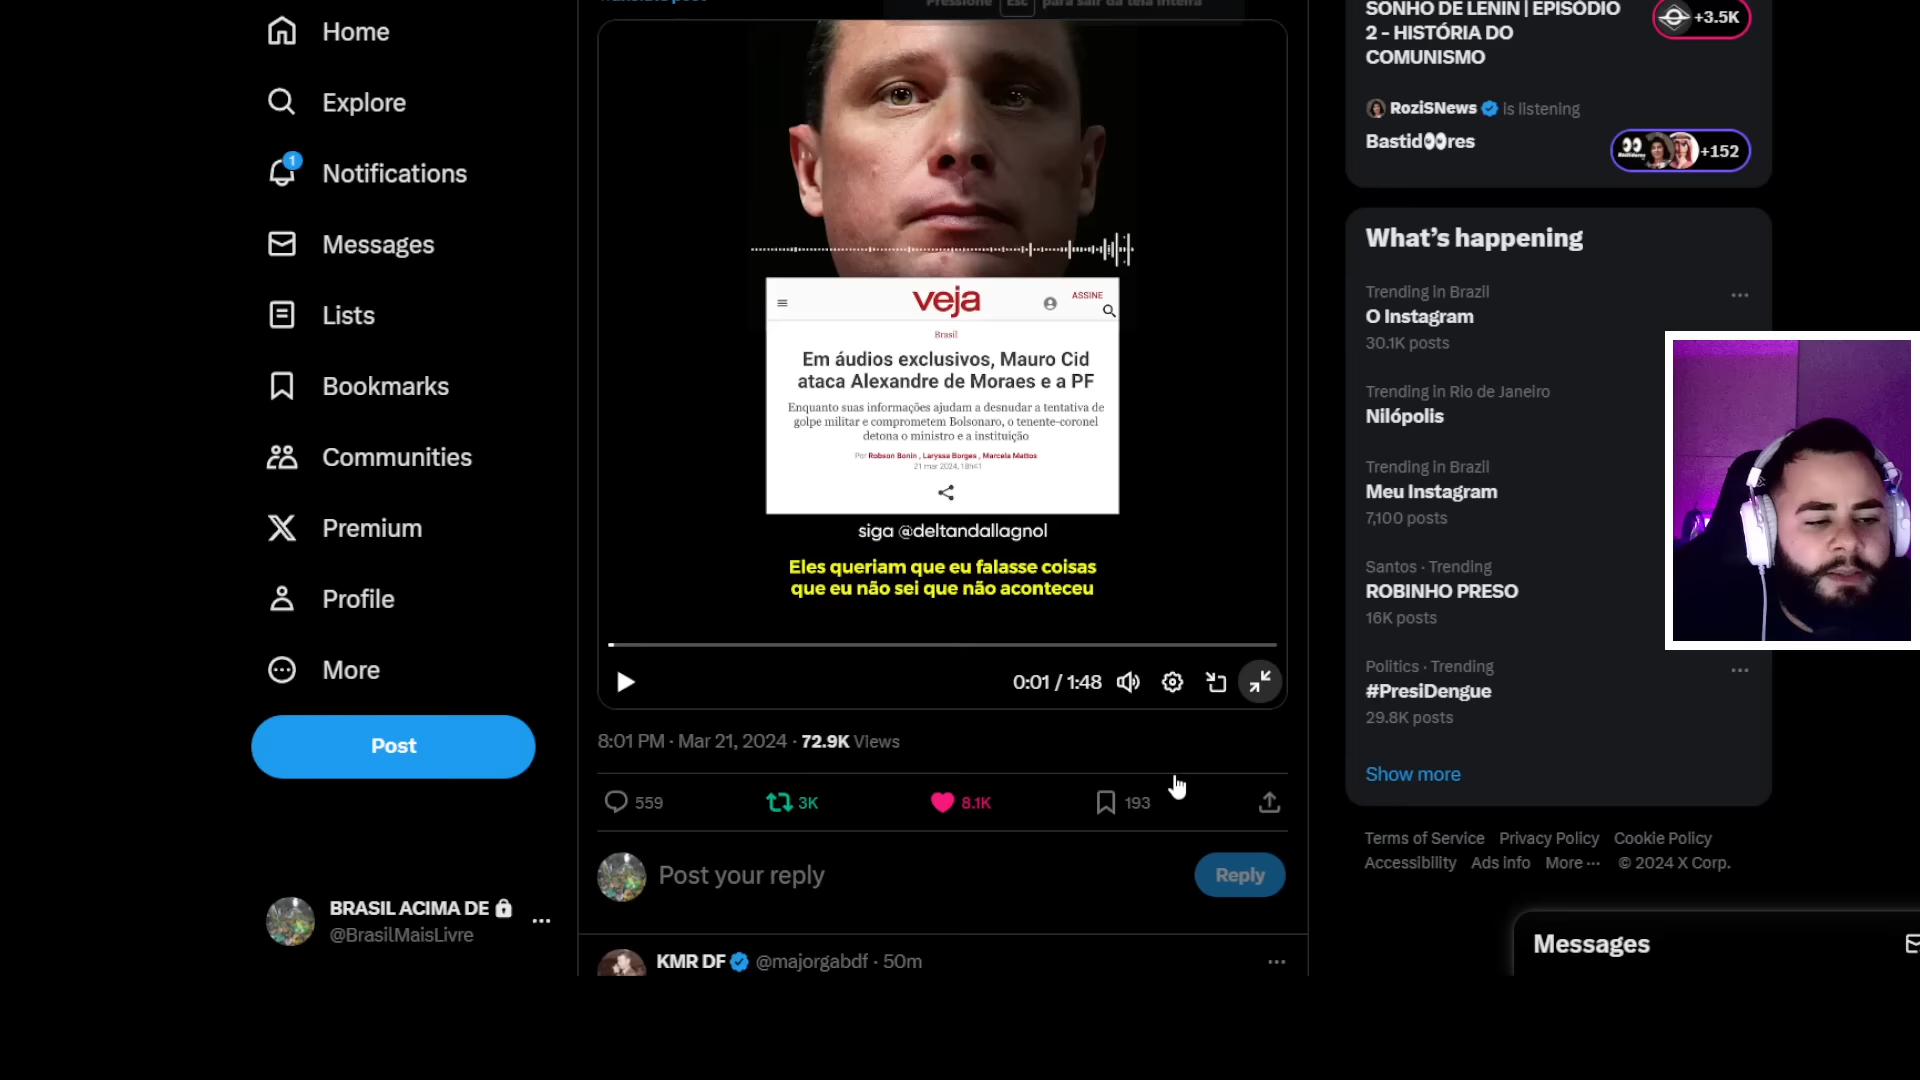 Home
Explore
1
Notifications
Messages
Lists
Bookmarks
Communities
Premium
Profile
More
Post
BRASIL ACIMA DE
@BrasilMaisLivre
Pressione Esc para sair da tela inteira
veja
ASSINE
Brasil
Em áudios exclusivos, Mauro Cid
ataca Alexandre de Moraes e a PF
Enquanto suas informações ajudam a desnudar a tentativa de
golpe militar e comprometem Bolsonaro, o tenente-coronel
detona o ministro e a instituição
Por Robson Bonin , Laryssa Borges , Marcela Mattos
21 mar 2024, 18h41
siga @deltandallagnol
Eles queriam que eu falasse coisas
que eu não sei que não aconteceu
0:01 / 1:48
8:01 PM · Mar 21, 2024 · 72.9K Views
559
3K
8.1K
193
Post your reply
Reply
KMR DF @majorgabdf · 50m
SONHO DE LENIN | EPISÓDIO
2 - HISTÓRIA DO
COMUNISMO
+3.5K
RoziSNews is listening
Bastid👀res
+152
What's happening
Trending in Brazil
O Instagram
30.1K posts
Trending in Rio de Janeiro
Nilópolis
Trending in Brazil
Meu Instagram
7,100 posts
Santos · Trending
ROBINHO PRESO
16K posts
Politics · Trending
#PresiDengue
29.8K posts
Show more
Terms of Service Privacy Policy Cookie Policy
Accessibility Ads info More ··· © 2024 X Corp.
Messages